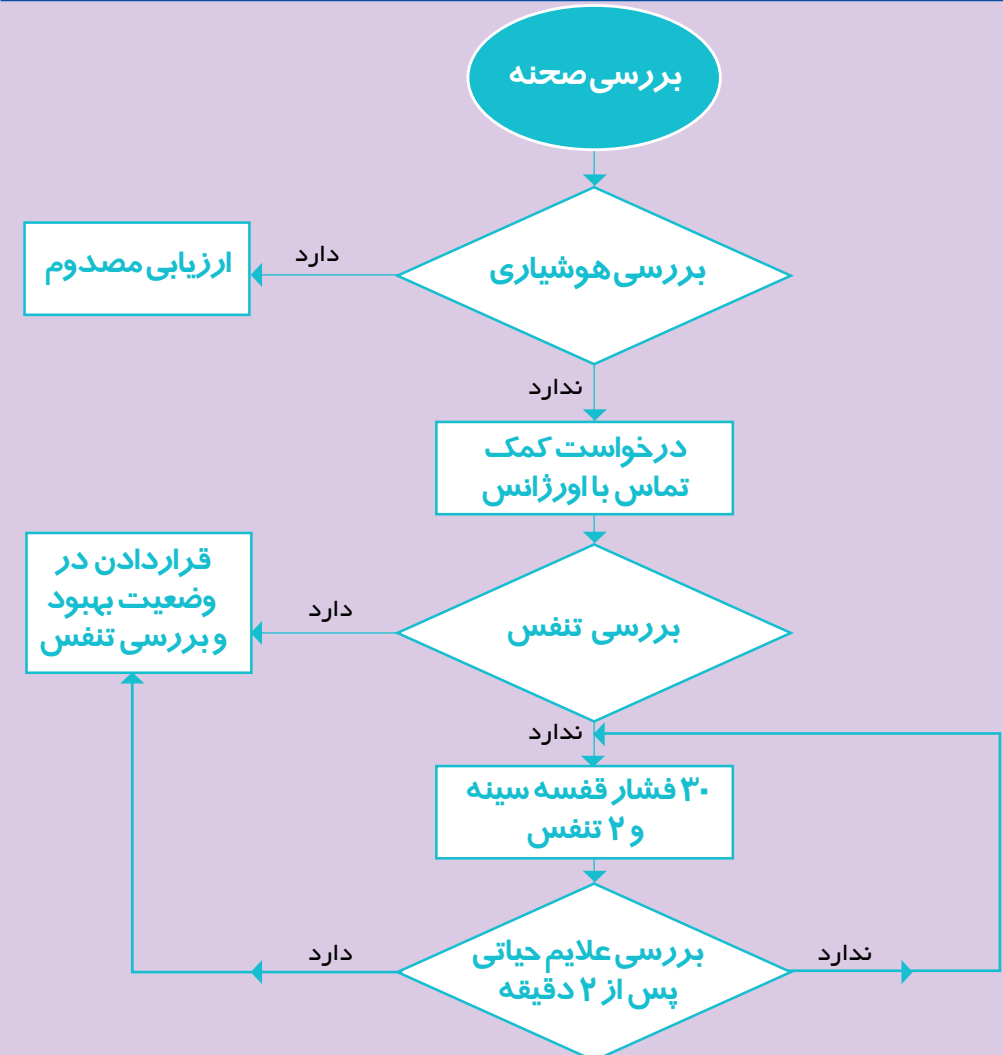 بررسی صحنه
بررسی هوشیاری
دارد
ارزیابی مصدوم
ندارد
درخواست کمک
تماس با اورژانس
بررسی تنفس
دارد
قراردادن در
وضعیت بهبود
و بررسی تنفس
ندارد
۳۰ فشار قفسه سینه
و ۲ تنفس
بررسی علایم حیاتی
پس از ۲ دقیقه
ندارد
دارد